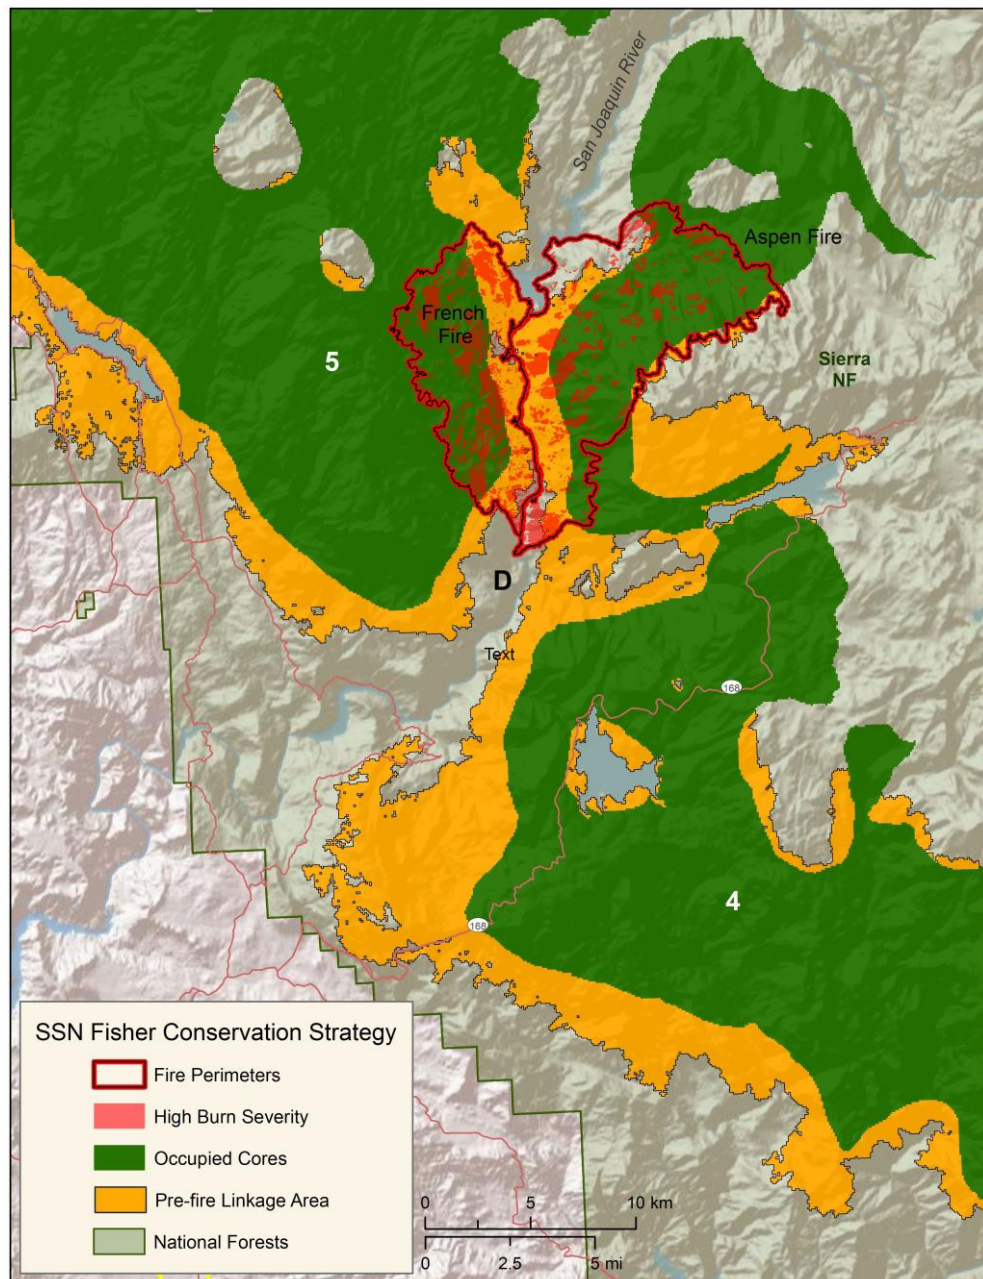 San Joaquin River
Aspen Fire
French
Fire
5
Sierra
NF
D
Text
168
168
4
SSN Fisher Conservation Strategy
Fire Perimeters
High Burn Severity
Occupied Cores
Pre-fire Linkage Area
National Forests
0 5 10 km
0 2.5 5 mi